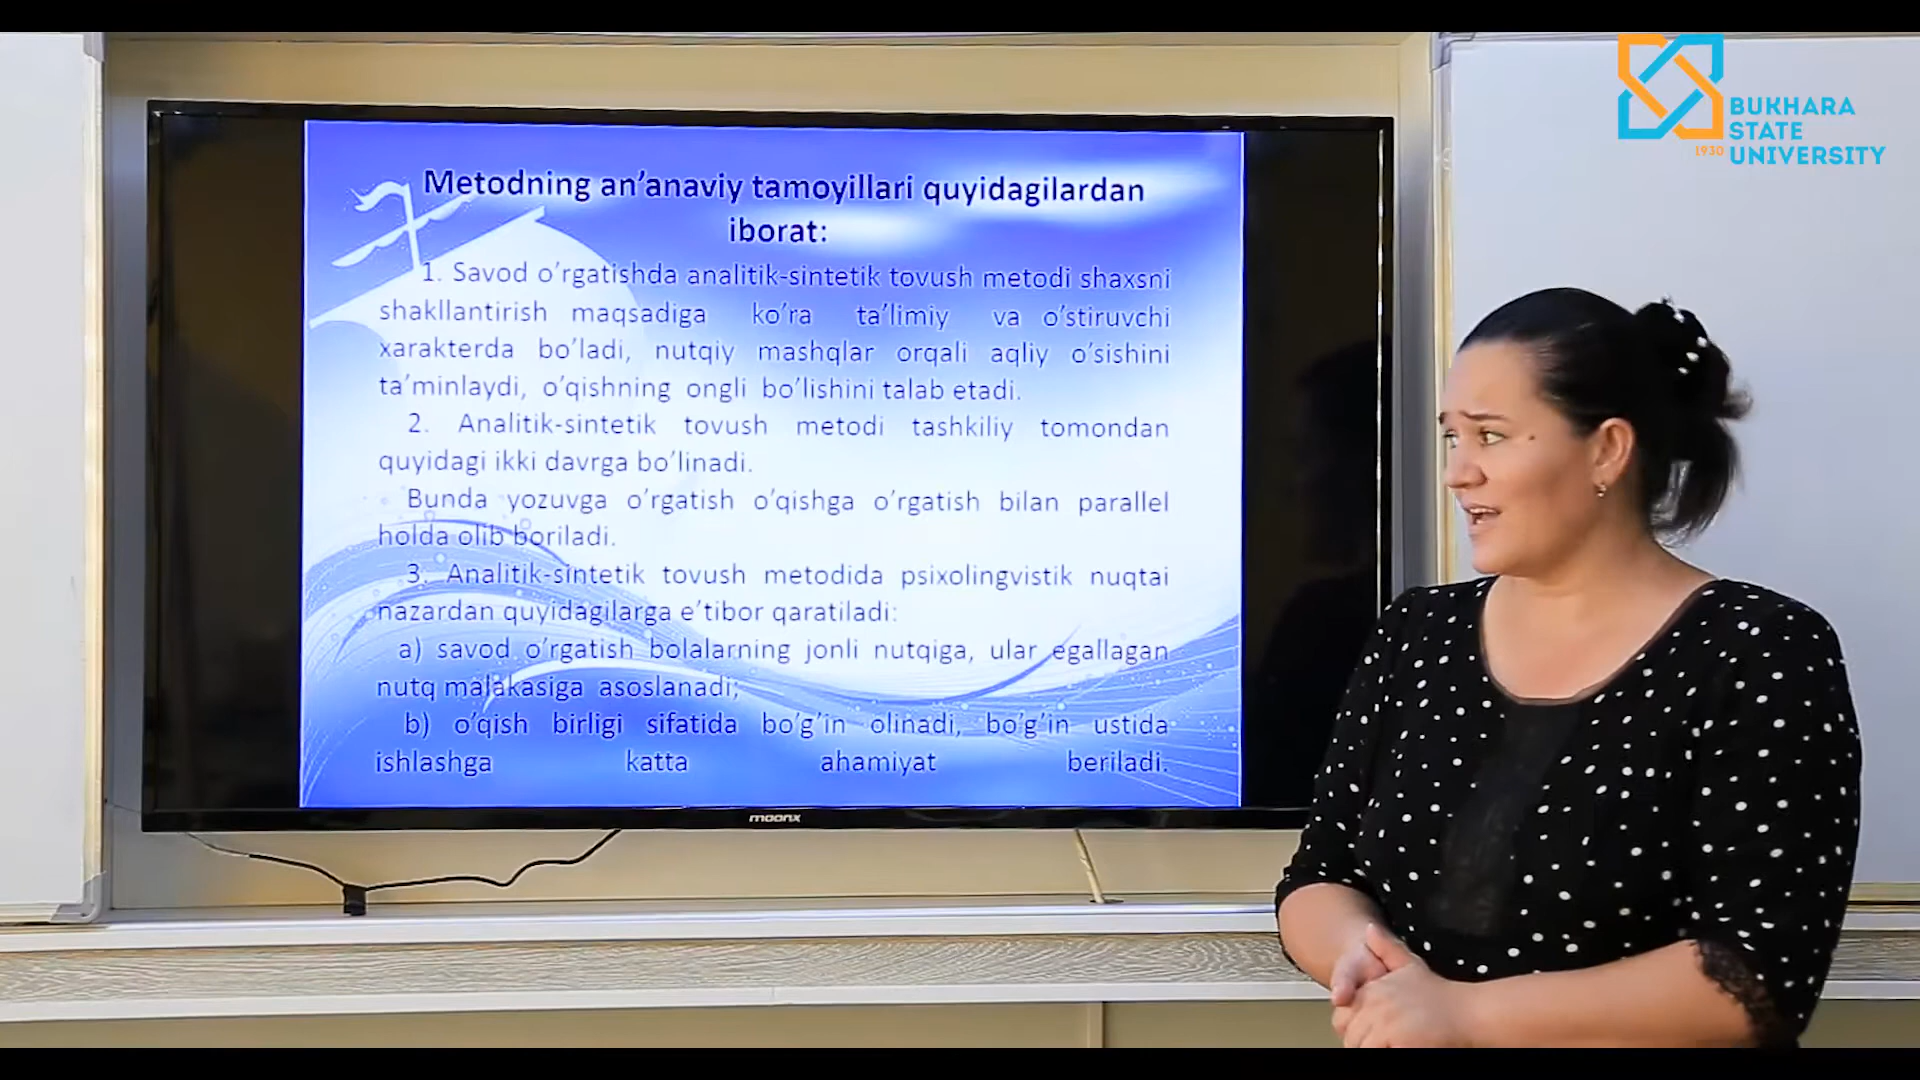 Metodning an’anaviy tamoyillari quyidagilardan
iborat:
1. Savod o’rgatishda analitik-sintetik tovush metodi shaxsni
shakllantirish maqsadiga ko’ra ta’limiy va o’stiruvchi
xarakterda bo’ladi, nutqiy mashqlar orqali aqliy o’sishini
ta’minlaydi, o’qishning ongli bo’lishini talab etadi.
2. Analitik-sintetik tovush metodi tashkiliy tomondan
quyidagi ikki davrga bo’linadi.
Bunda yozuvga o’rgatish o’qishga o’rgatish bilan parallel
holda olib boriladi.
3. Analitik-sintetik tovush metodida psixolingvistik nuqtai
nazardan quyidagilarga e’tibor qaratiladi:
a) savod o’rgatish bolalarning jonli nutqiga, ular egallagan
nutq malakasiga asoslanadi;
b) o’qish birligi sifatida bo’g’in olinadi, bo’g’in ustida
ishlashga katta ahamiyat beriladi.
moonx
BUKHARA
STATE
1930 UNIVERSITY